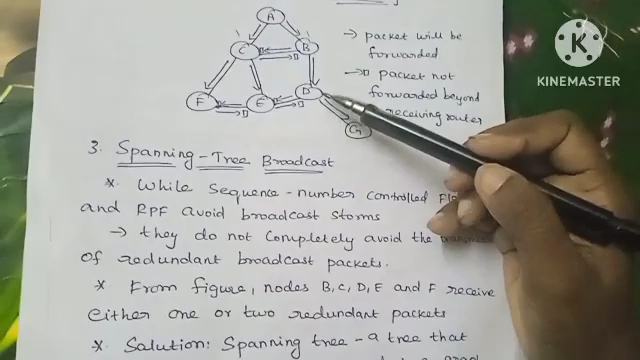 A
C
B
F
E
D
G
→ packet will be
forwarded
packet not
forwarded beyond
receiving router
K
KINEMASTER
3. Spanning-Tree Broadcast
* While Sequence-number controlled
and RPF avoid broadcast storms
→ they do not completely avoid the
of redundant broadcast packets.
* From figure, nodes B, C, D, E and F receive
either one or two redundant packets
* Solution: Spanning tree - a tree that